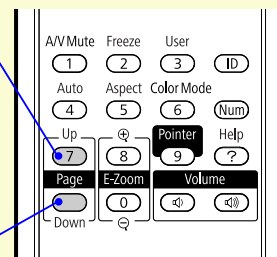 A/V Mute Freeze User
1 2 3 ID
Auto Aspect Color Mode
4 5 6 Num
Up Pointer Help
7 8 9 ?
Page E-Zoom Volume
0
Down